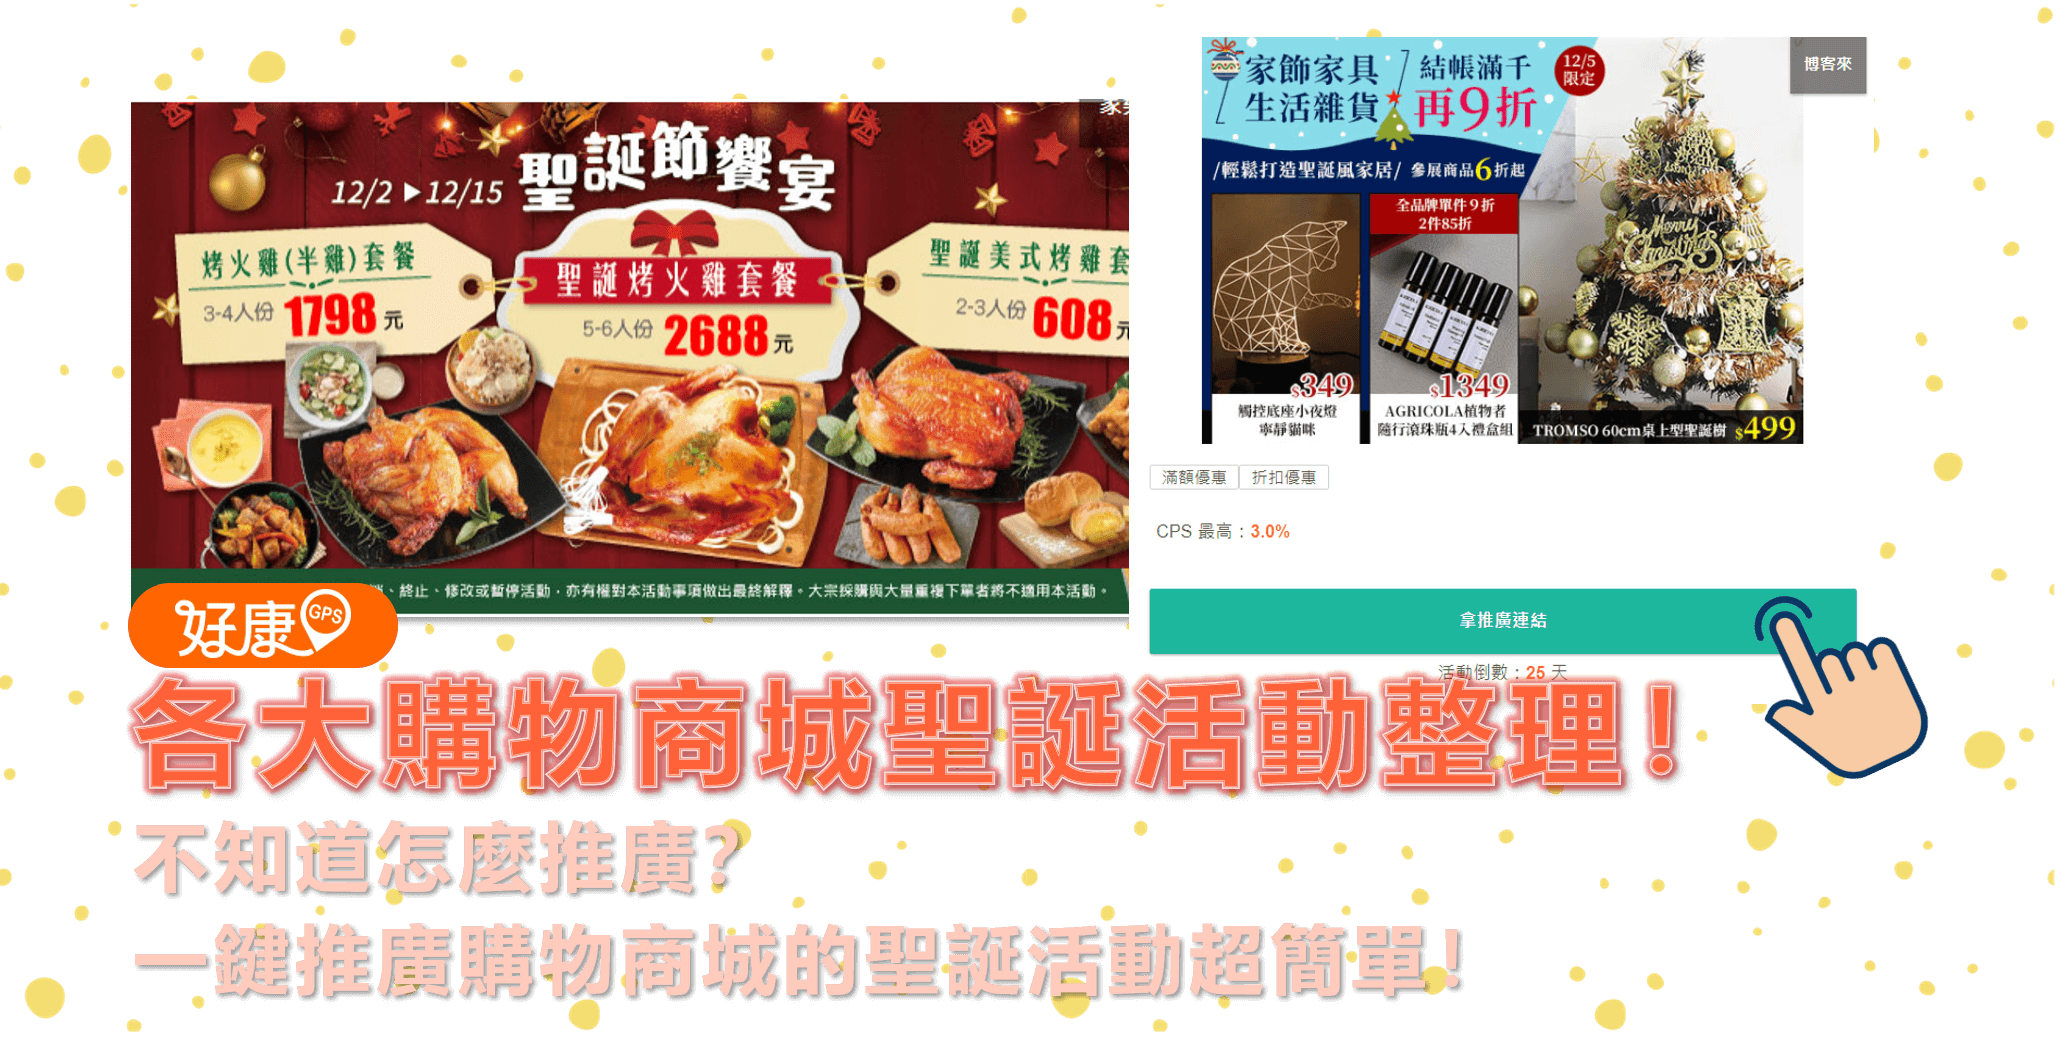 聖誕節饗宴
12/2 ▶ 12/15
烤火雞(半雞)套餐
3-4人份 1798 元
聖誕烤火雞套餐
5-6人份 2688 元
聖誕美式烤雞套
2-3人份 608
、終止、修改或暫停活動，亦有權對本活動事項做出最終解釋。大宗採購與大量重複下單者將不適用本活動。
家飾家具
生活雜貨
結帳滿千
再9折
12/5
限定
博客來
/輕鬆打造聖誕風家居/ 參展商品6折起
全品牌單件9折
2件85折
Merry
Christmas
$349
觸控底座小夜燈
寧靜貓咪
$1349
AGRICOLA植物者
隨行滾珠瓶4入禮盒組
TROMSO 60cm桌上型聖誕樹 $499
滿額優惠 折扣優惠
CPS 最高：3.0%
拿推廣連結
活動倒數：25 天
好康GPS
各大購物商城聖誕活動整理！
不知道怎麼推廣？
一鍵推廣購物商城的聖誕活動超簡單！